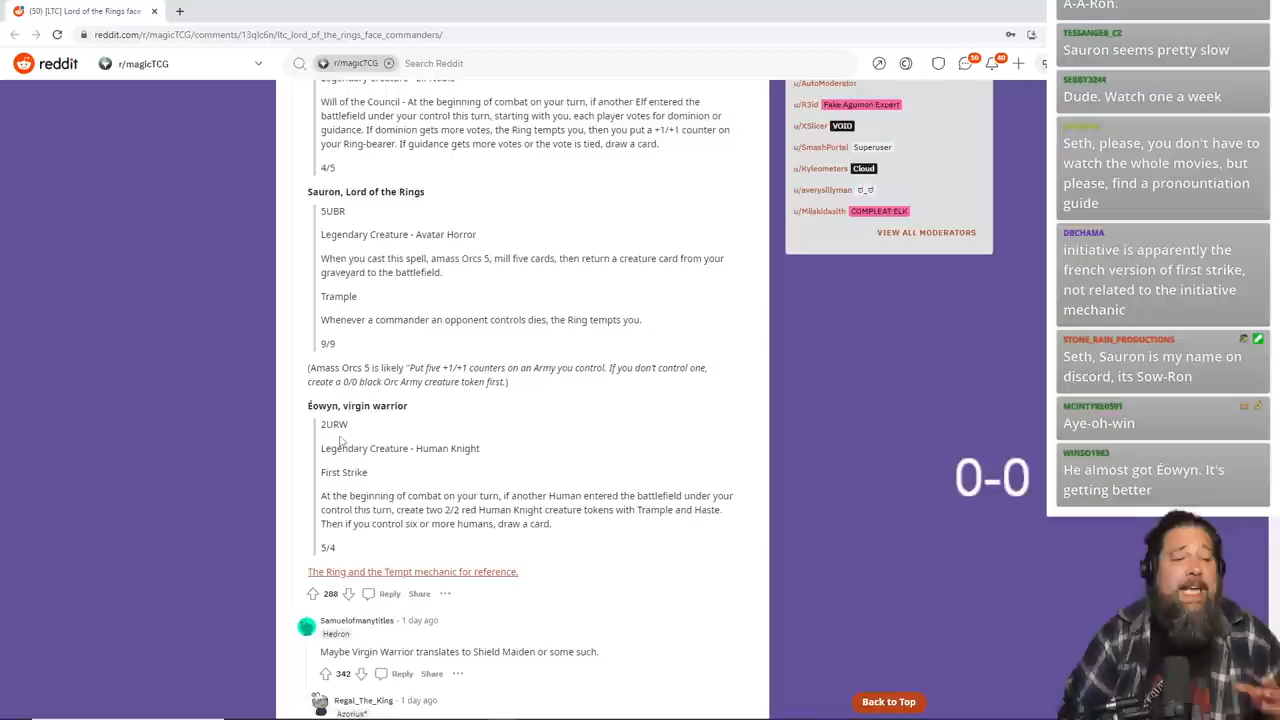 (50) [LTC] Lord of the Rings face
reddit.com/r/magicTCG/comments/13qlc6n/ltc_lord_of_the_rings_face_commanders/
reddit
r/magicTCG
r/magicTCG
Search Reddit
10
40
Legendary Creature - Elf Noble
Will of the Council - At the beginning of combat on your turn, if another Elf entered the
battlefield under your control this turn, starting with you, each player votes for dominion or
guidance. If dominion gets more votes, the Ring tempts you, then you put a +1/+1 counter on
your Ring-bearer. If guidance gets more votes or the vote is tied, draw a card.
4/5
Sauron, Lord of the Rings
5UBR
Legendary Creature - Avatar Horror
When you cast this spell, amass Orcs 5, mill five cards, then return a creature card from your
graveyard to the battlefield.
Trample
Whenever a commander an opponent controls dies, the Ring tempts you.
9/9
(Amass Orcs 5 is likely "Put five +1/+1 counters on an Army you control. If you don't control one,
create a 0/0 black Orc Army creature token first.)
Éowyn, virgin warrior
2URW
Legendary Creature - Human Knight
First Strike
At the beginning of combat on your turn, if another Human entered the battlefield under your
control this turn, create two 2/2 red Human Knight creature tokens with Trample and Haste.
Then if you control six or more humans, draw a card.
5/4
The Ring and the Tempt mechanic for reference.
288 Reply Share
Samuelofmanytitles · 1 day ago
Hedron
Maybe Virgin Warrior translates to Shield Maiden or some such.
342 Reply Share
Regal_The_King · 1 day ago
Azorius*
u/AutoModerator
u/R3id Fake Agumon Expert
u/XSlicer VOID
u/SmashPortal Superuser
u/Kyleometers Cloud
u/averysillyman ಠ_ಠ
u/Milskidasith COMPLEAT ELK
VIEW ALL MODERATORS
Back to Top
0-0
A-A-Ron.
TESSANGER_CZ
Sauron seems pretty slow
SEBBY3244
Dude. Watch one a week
Seth, please, you don't have to
watch the whole movies, but
please, find a pronountiation
guide
DBCHAMA
initiative is apparently the
french version of first strike,
not related to the initiative
mechanic
STONE_RAIN_PRODUCTIONS
Seth, Sauron is my name on
discord, its Sow-Ron
MCINTYRE0591
Aye-oh-win
WINSO1983
He almost got Éowyn. It's
getting better